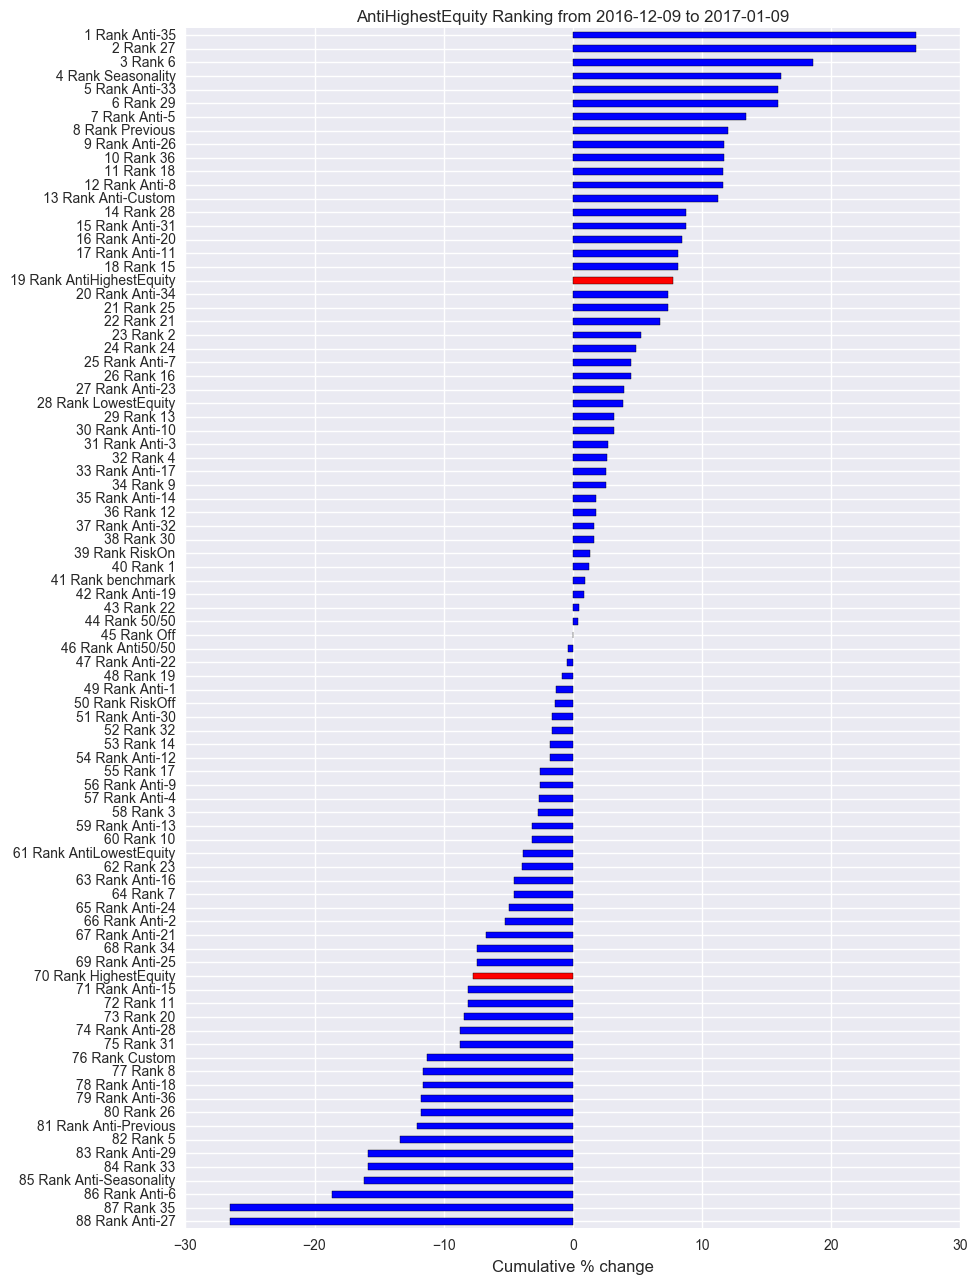 AntiHighestEquity Ranking from 2016-12-09 to 2017-01-09
1 Rank Anti-35
2 Rank 27
3 Rank 6
4 Rank Seasonality
5 Rank Anti-33
6 Rank 29
7 Rank Anti-5
8 Rank Previous
9 Rank Anti-26
10 Rank 36
11 Rank 18
12 Rank Anti-8
13 Rank Anti-Custom
14 Rank 28
15 Rank Anti-31
16 Rank Anti-20
17 Rank Anti-11
18 Rank 15
19 Rank AntiHighestEquity
20 Rank Anti-34
21 Rank 25
22 Rank 21
23 Rank 2
24 Rank 24
25 Rank Anti-7
26 Rank 16
27 Rank Anti-23
28 Rank LowestEquity
29 Rank 13
30 Rank Anti-10
31 Rank Anti-3
32 Rank 4
33 Rank Anti-17
34 Rank 9
35 Rank Anti-14
36 Rank 12
37 Rank Anti-32
38 Rank 30
39 Rank RiskOn
40 Rank 1
41 Rank benchmark
42 Rank Anti-19
43 Rank 22
44 Rank 50/50
45 Rank Off
46 Rank Anti50/50
47 Rank Anti-22
48 Rank 19
49 Rank Anti-1
50 Rank RiskOff
51 Rank Anti-30
52 Rank 32
53 Rank 14
54 Rank Anti-12
55 Rank 17
56 Rank Anti-9
57 Rank Anti-4
58 Rank 3
59 Rank Anti-13
60 Rank 10
61 Rank AntiLowestEquity
62 Rank 23
63 Rank Anti-16
64 Rank 7
65 Rank Anti-24
66 Rank Anti-2
67 Rank Anti-21
68 Rank 34
69 Rank Anti-25
70 Rank HighestEquity
71 Rank Anti-15
72 Rank 11
73 Rank 20
74 Rank Anti-28
75 Rank 31
76 Rank Custom
77 Rank 8
78 Rank Anti-18
79 Rank Anti-36
80 Rank 26
81 Rank Anti-Previous
82 Rank 5
83 Rank Anti-29
84 Rank 33
85 Rank Anti-Seasonality
86 Rank Anti-6
87 Rank 35
88 Rank Anti-27
−30 −20 −10 0 10 20 30
Cumulative % change